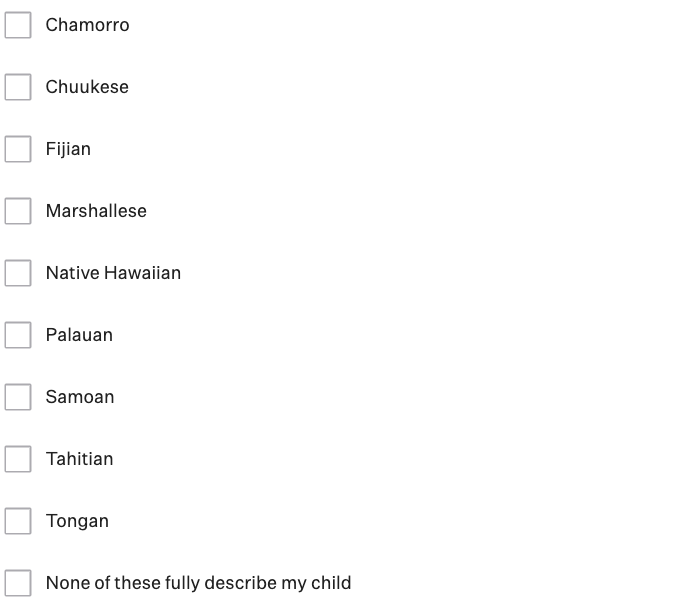 Chamorro
Chuukese
Fijian
Marshallese
Native Hawaiian
Palauan
Samoan
Tahitian
Tongan
None of these fully describe my child